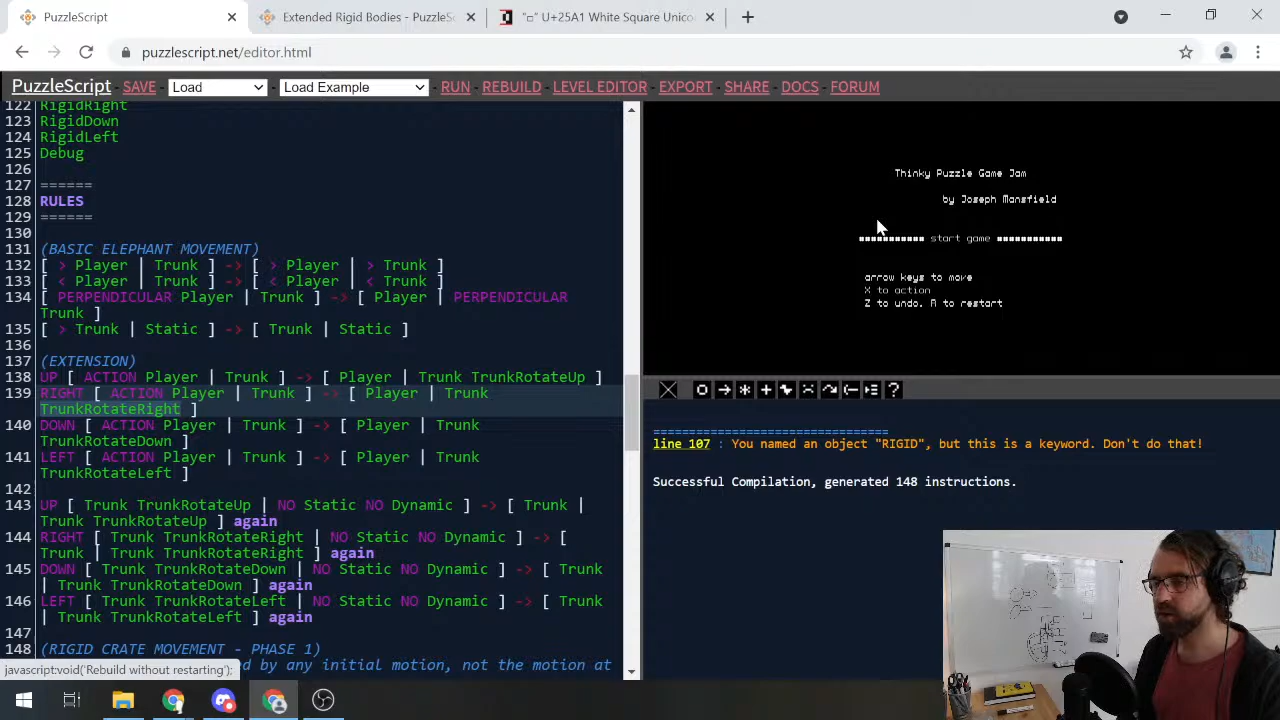 PuzzleScript
Extended Rigid Bodies - PuzzleS
"□" U+25A1 White Square Unico
puzzlescript.net/editor.html
PuzzleScript - SAVE Load Load Example - RUN - REBUILD - LEVEL EDITOR - EXPORT - SHARE - DOCS - FORUM
122 RigidRight
123 RigidDown
124 RigidLeft
125 Debug
126
127 ======
128 RULES
129 ======
130
131 (BASIC ELEPHANT MOVEMENT)
132 [ > Player | Trunk ] -> [ > Player | > Trunk ]
133 [ < Player | Trunk ] -> [ < Player | < Trunk ]
134 [ PERPENDICULAR Player | Trunk ] -> [ Player | PERPENDICULAR
Trunk ]
135 [ > Trunk | Static ] -> [ Trunk | Static ]
136
137 (EXTENSION)
138 UP [ ACTION Player | Trunk ] -> [ Player | Trunk TrunkRotateUp ]
139 RIGHT [ ACTION Player | Trunk ] -> [ Player | Trunk
TrunkRotateRight ]
140 DOWN [ ACTION Player | Trunk ] -> [ Player | Trunk
TrunkRotateDown ]
141 LEFT [ ACTION Player | Trunk ] -> [ Player | Trunk
TrunkRotateLeft ]
142
143 UP [ Trunk TrunkRotateUp | NO Static NO Dynamic ] -> [ Trunk |
Trunk TrunkRotateUp ] again
144 RIGHT [ Trunk TrunkRotateRight | NO Static NO Dynamic ] -> [
Trunk | Trunk TrunkRotateRight ] again
145 DOWN [ Trunk TrunkRotateDown | NO Static NO Dynamic ] -> [ Trunk
| Trunk TrunkRotateDown ] again
146 LEFT [ Trunk TrunkRotateLeft | NO Static NO Dynamic ] -> [ Trunk
| Trunk TrunkRotateLeft ] again
147
148 (RIGID CRATE MOVEMENT - PHASE 1)
d by any initial motion, not the motion at
javascript:void('Rebuild without restarting');
Thinky Puzzle Game Jam
by Joseph Mansfield
start game
arrow keys to move
X to action
Z to undo. R to restart
===============================
line 107 : You named an object "RIGID", but this is a keyword. Don't do that!
Successful Compilation, generated 148 instructions.